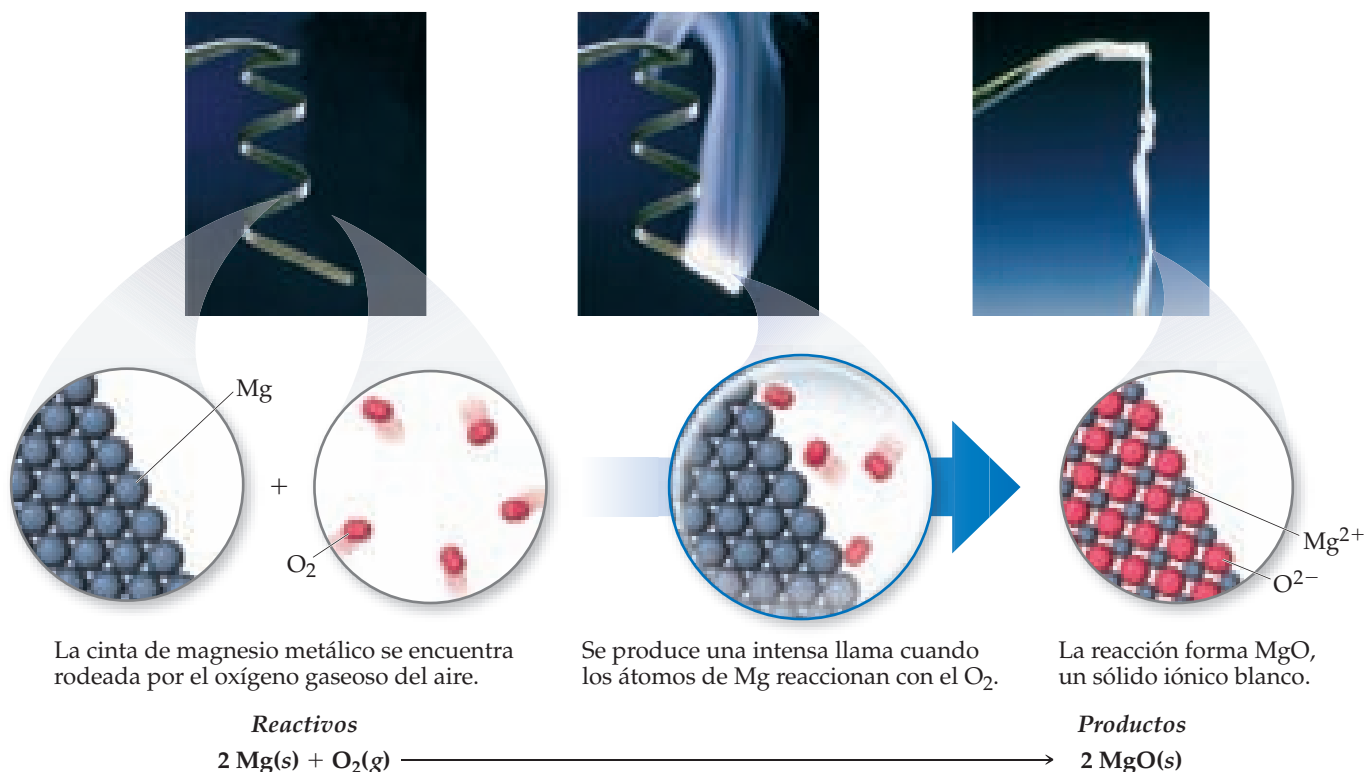 Mg
+
O₂
Mg²⁺
O²⁻
La cinta de magnesio metálico se encuentra
rodeada por el oxígeno gaseoso del aire.
Se produce una intensa llama cuando
los átomos de Mg reaccionan con el O₂.
La reacción forma MgO,
un sólido iónico blanco.
Reactivos
Productos
2 Mg(s) + O₂(g)
2 MgO(s)